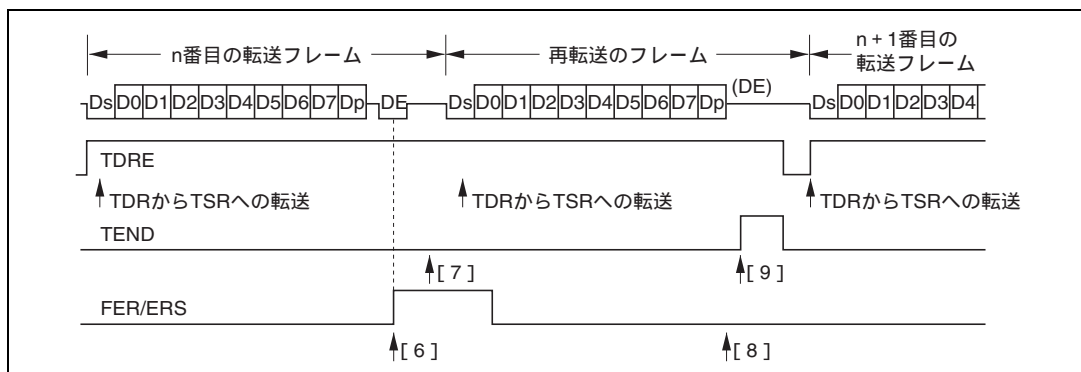 n番目の転送フレーム
再転送のフレーム
n + 1番目の
転送フレーム
Ds D0 D1 D2 D3 D4 D5 D6 D7 Dp DE
Ds D0 D1 D2 D3 D4 D5 D6 D7 Dp (DE)
Ds D0 D1 D2 D3 D4
TDRE
TDRからTSRへの転送
TDRからTSRへの転送
TDRからTSRへの転送
TEND
[ 7 ]
[ 9 ]
FER/ERS
[ 6 ]
[ 8 ]